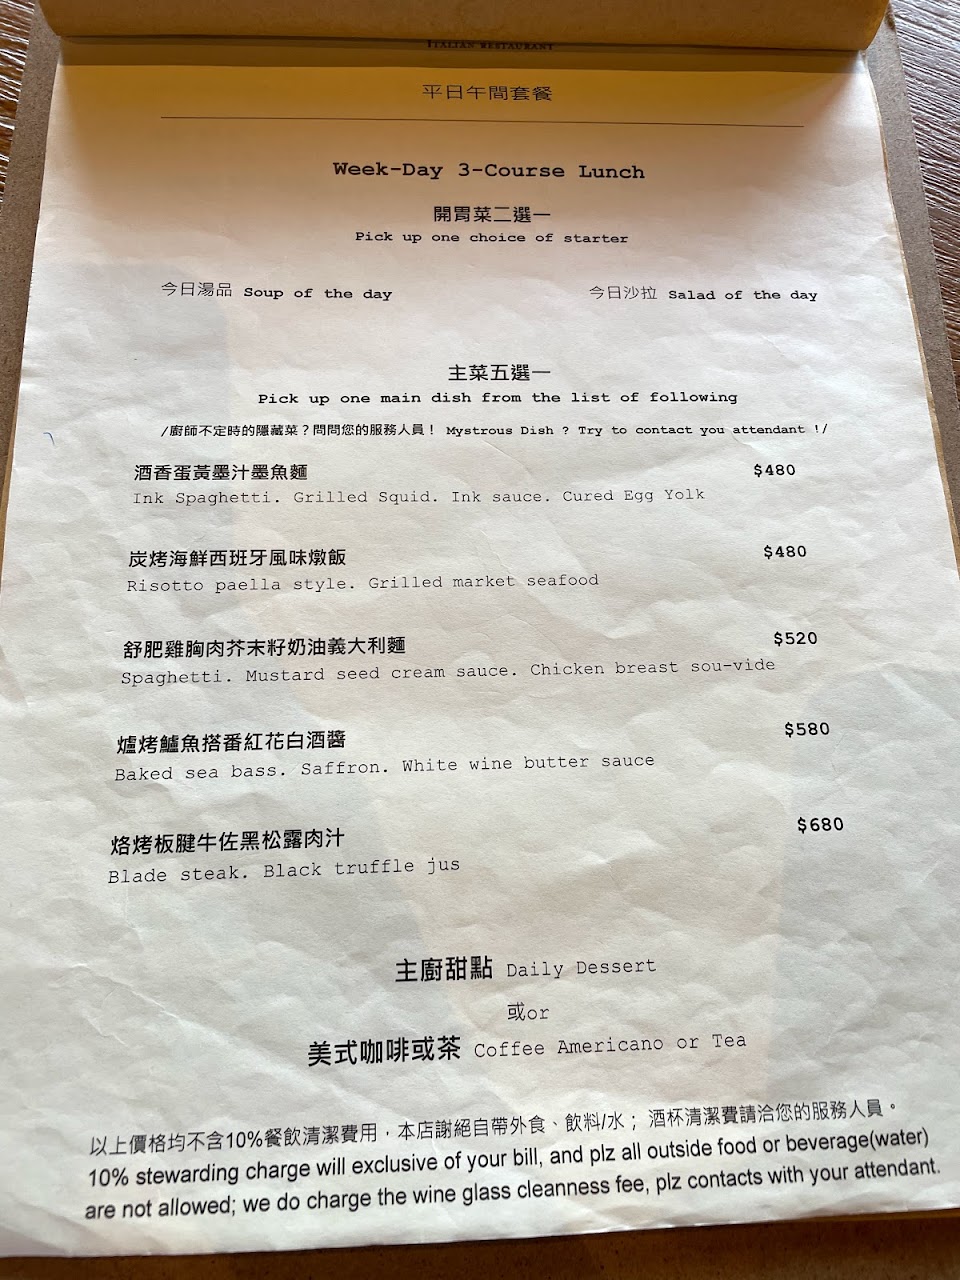 ITALIAN RESTAURANT
平日午間套餐
Week-Day 3-Course Lunch
開胃菜二選一
Pick up one choice of starter
今日湯品 Soup of the day 今日沙拉 Salad of the day
主菜五選一
Pick up one main dish from the list of following
/廚師不定時的隱藏菜？問問您的服務人員！ Mystrous Dish ? Try to contact you attendant !/
酒香蛋黃墨汁墨魚麵 $480
Ink Spaghetti. Grilled Squid. Ink sauce. Cured Egg Yolk
炭烤海鮮西班牙風味燉飯 $480
Risotto paella style. Grilled market seafood
舒肥雞胸肉芥末籽奶油義大利麵 $520
Spaghetti. Mustard seed cream sauce. Chicken breast sou-vide
爐烤鱸魚搭番紅花白酒醬 $580
Baked sea bass. Saffron. White wine butter sauce
烙烤板腱牛佐黑松露肉汁 $680
Blade steak. Black truffle jus
主廚甜點 Daily Dessert
或or
美式咖啡或茶 Coffee Americano or Tea
以上價格均不含10%餐飲清潔費用，本店謝絕自帶外食、飲料/水； 酒杯清潔費請洽您的服務人員。
10% stewarding charge will exclusive of your bill, and plz all outside food or beverage(water)
are not allowed; we do charge the wine glass cleanness fee, plz contacts with your attendant.